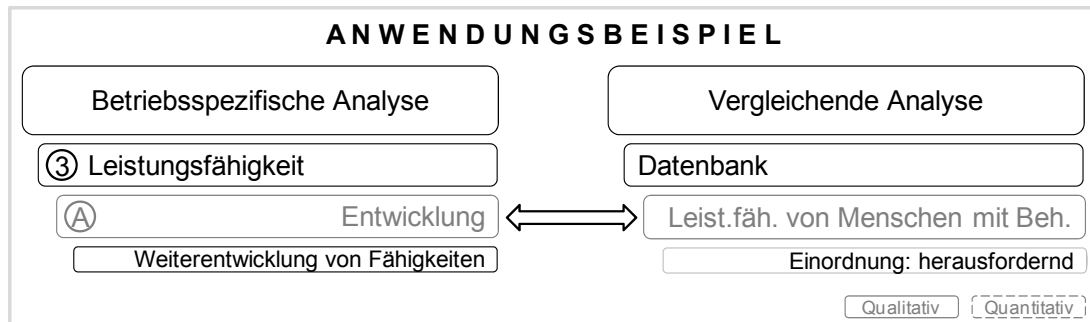 ANWENDUNGSBEISPIEL
Betriebsspezifische Analyse
Vergleichende Analyse
③ Leistungsfähigkeit
Datenbank
Ⓐ Entwicklung
Leist.fäh. von Menschen mit Beh.
Weiterentwicklung von Fähigkeiten
Einordnung: herausfordernd
Qualitativ
Quantitativ